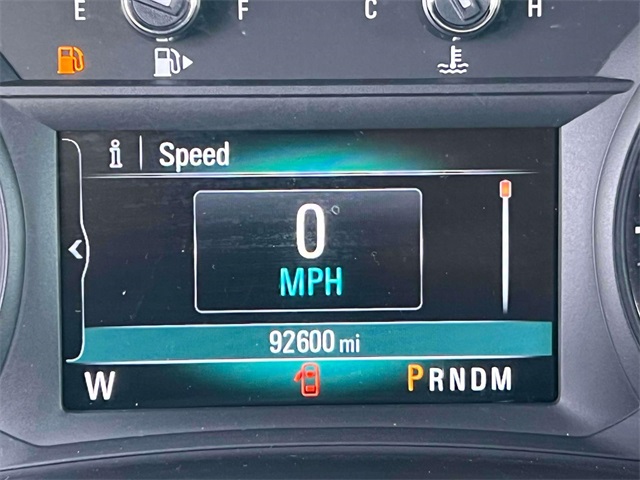 E F C H
i Speed
0
MPH
92600 mi
W PRNDM